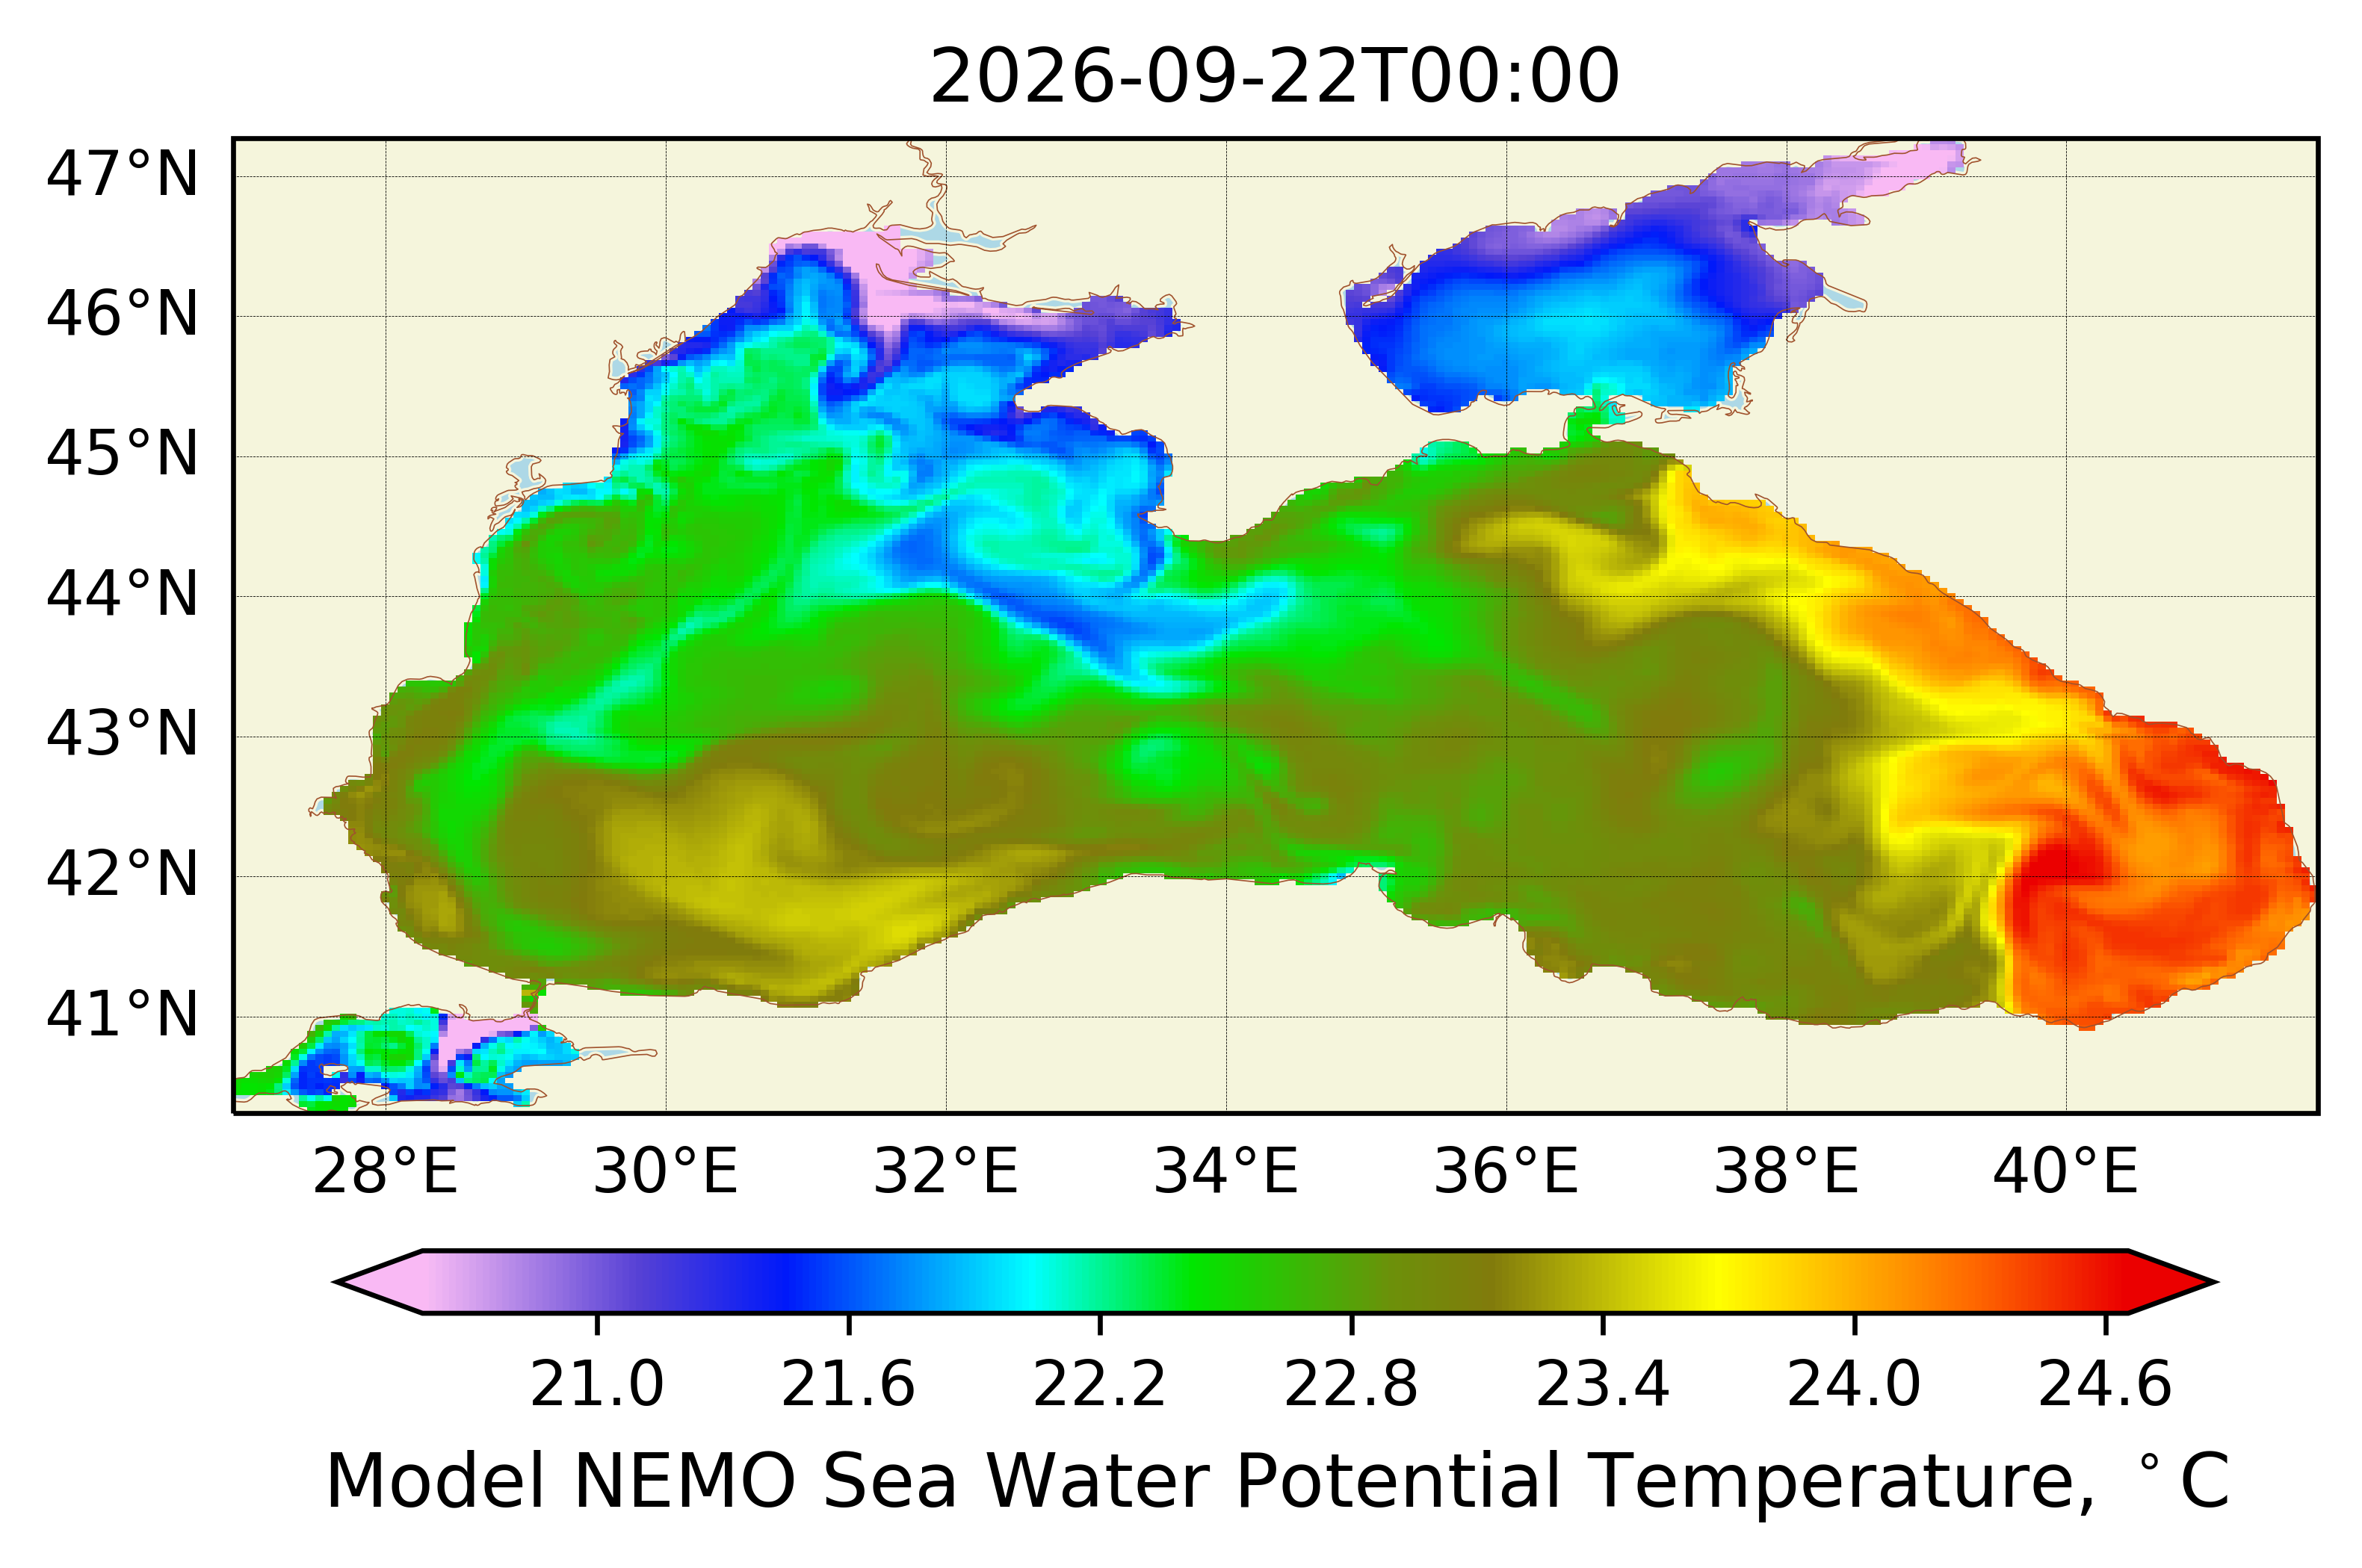 2026-09-22T00:00
47°N
46°N
45°N
44°N
43°N
42°N
41°N
28°E 30°E 32°E 34°E 36°E 38°E 40°E
21.0 21.6 22.2 22.8 23.4 24.0 24.6
Model NEMO Sea Water Potential Temperature, °C